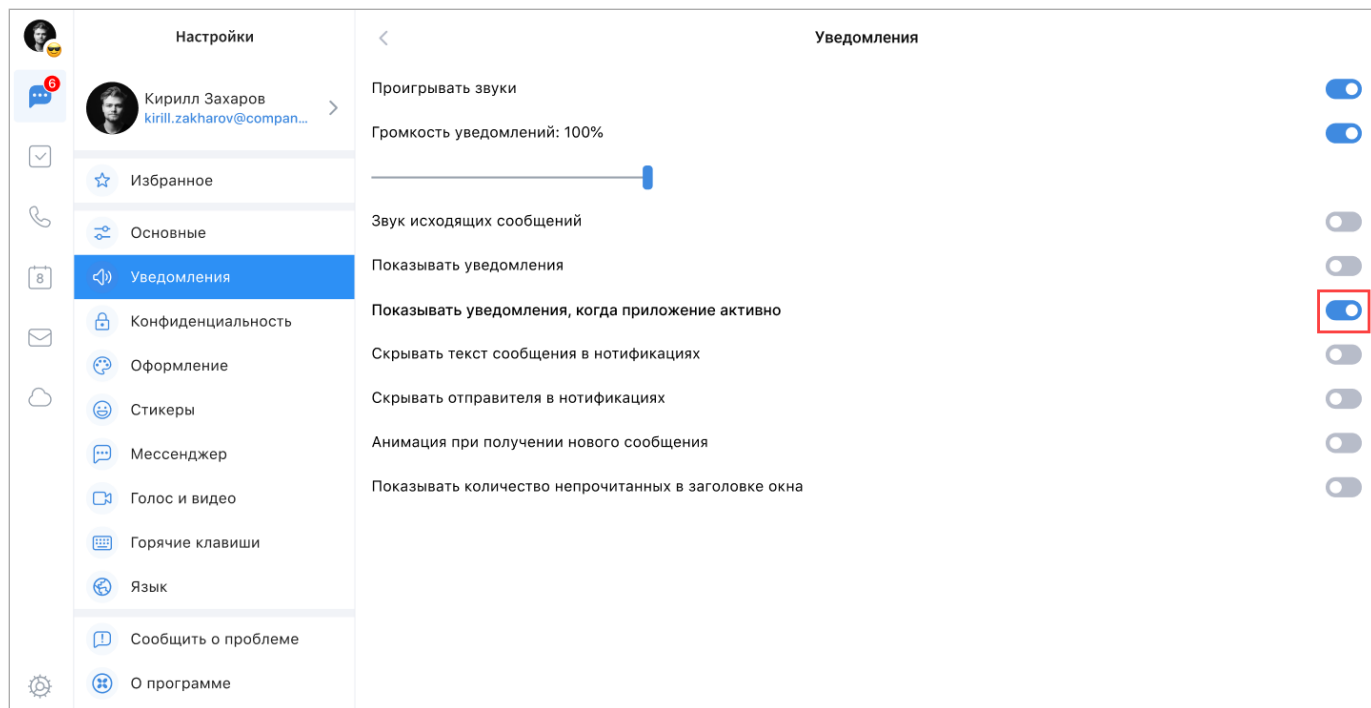 Настройки
Уведомления
6
Кирилл Захаров
kirill.zakharov@compan...
Избранное
Основные
Уведомления
8
Конфиденциальность
Оформление
Стикеры
Мессенджер
Голос и видео
Горячие клавиши
Язык
Сообщить о проблеме
О программе
Проигрывать звуки
Громкость уведомлений: 100%
Звук исходящих сообщений
Показывать уведомления
Показывать уведомления, когда приложение активно
Скрывать текст сообщения в нотификациях
Скрывать отправителя в нотификациях
Анимация при получении нового сообщения
Показывать количество непрочитанных в заголовке окна